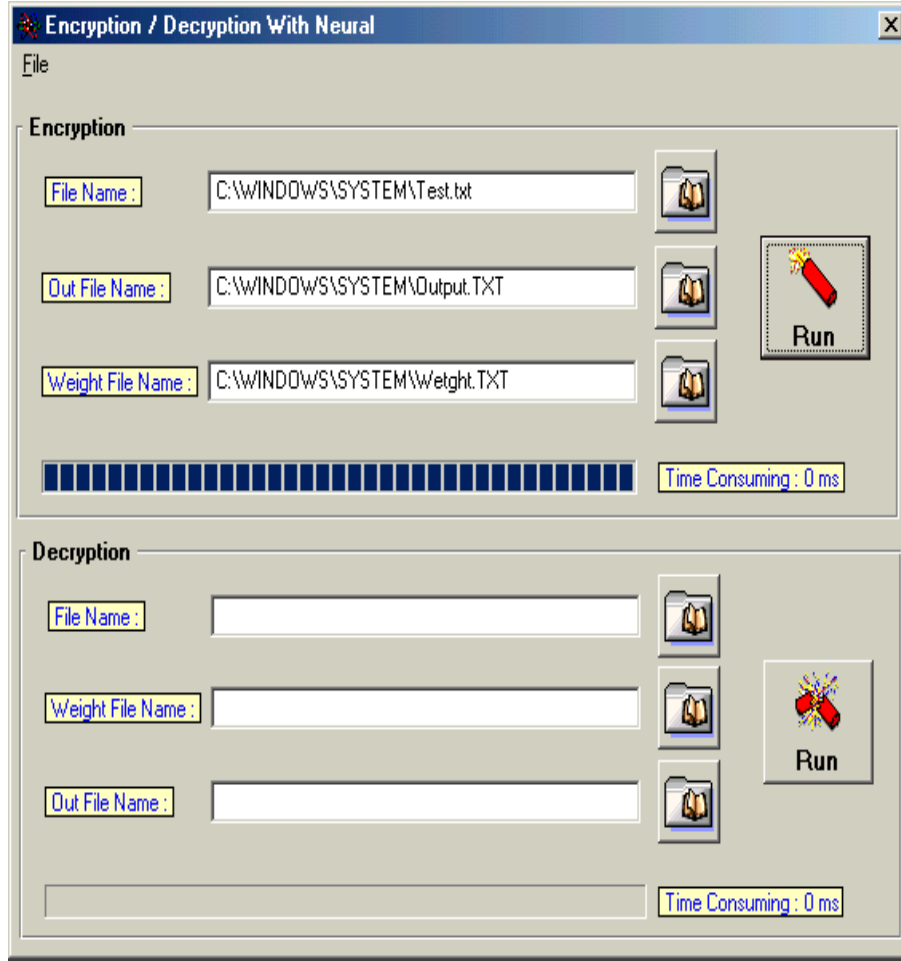 Encryption / Decryption With Neural
File
Encryption
File Name :
C:\WINDOWS\SYSTEM\Test.txt
Out File Name :
C:\WINDOWS\SYSTEM\Output.TXT
Run
Weight File Name :
C:\WINDOWS\SYSTEM\Wetght.TXT
Time Consuming : 0 ms
Decryption
File Name :
Weight File Name :
Run
Out File Name :
Time Consuming : 0 ms